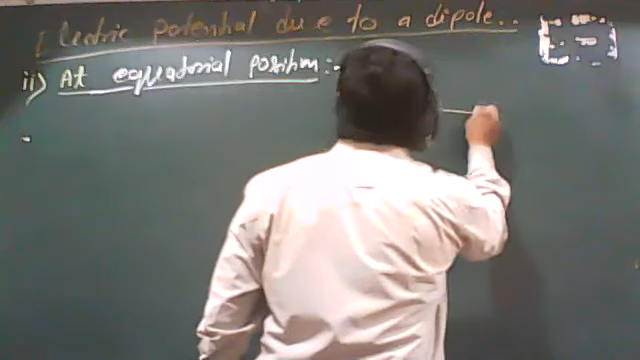 Electric potential due to a dipole..
ii) At equatorial position :-